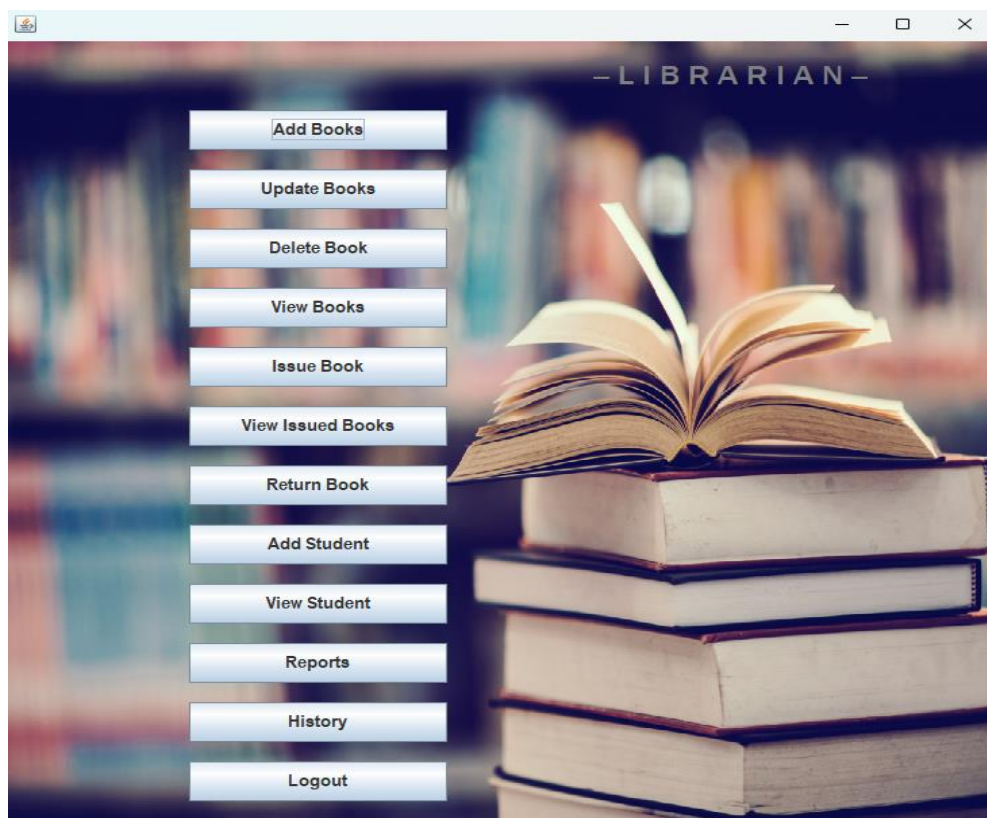 –LIBRARIAN–
Add Books
Update Books
Delete Book
View Books
Issue Book
View Issued Books
Return Book
Add Student
View Student
Reports
History
Logout